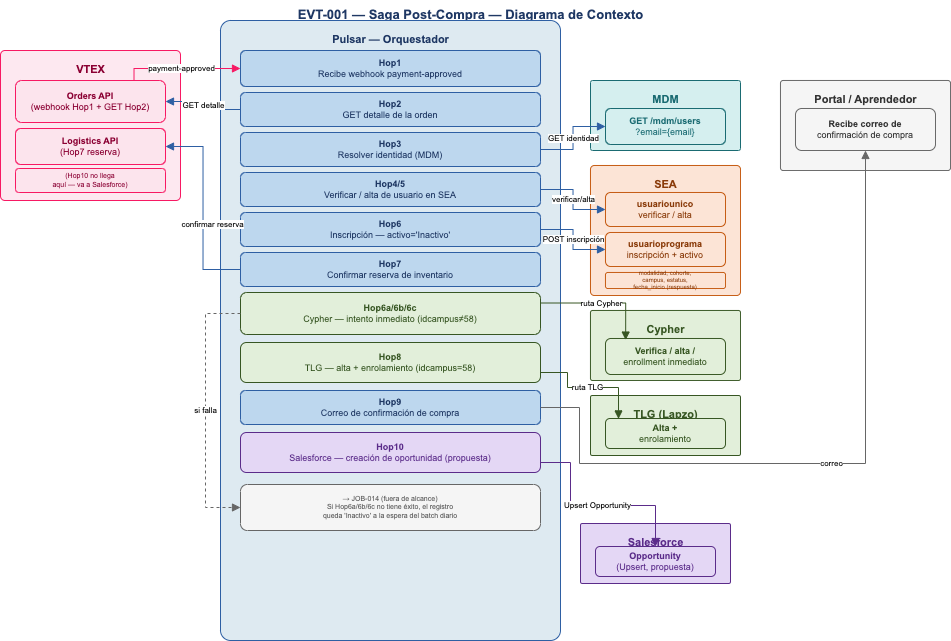 EVT-001 — Saga Post-Compra — Diagrama de Contexto
Pulsar — Orquestador
Hop1
Recibe webhook payment-approved
Hop2
GET detalle de la orden
Hop3
Resolver identidad (MDM)
Hop4/5
Verificar / alta de usuario en SEA
Hop6
Inscripción — activo='Inactivo'
Hop7
Confirmar reserva de inventario
Hop6a/6b/6c
Cypher — intento inmediato (idcampus≠58)
Hop8
TLG — alta + enrolamiento (idcampus=58)
Hop9
Correo de confirmación de compra
Hop10
Salesforce — creación de oportunidad (propuesta)
→ JOB-014 (fuera de alcance)
Si Hop6a/6b/6c no tiene éxito, el registro
queda 'Inactivo' a la espera del batch diario
VTEX
Orders API
(webhook Hop1 + GET Hop2)
Logistics API
(Hop7 reserva)
(Hop10 no llega
aquí — va a Salesforce)
payment-approved
GET detalle
confirmar reserva
si falla
MDM
GET /mdm/users
?email={email}
GET identidad
SEA
usuariounico
verificar / alta
usuarioprograma
inscripción + activo
modalidad, cohorte,
campus, estatus,
fecha_inicio (respuesta)
verificar/alta
POST inscripción
ruta Cypher
Cypher
Verifica / alta /
enrollment inmediato
ruta TLG
TLG (Lapzo)
Alta +
enrolamiento
correo
Upsert Opportunity
Salesforce
Opportunity
(Upsert, propuesta)
Portal / Aprendedor
Recibe correo de
confirmación de compra